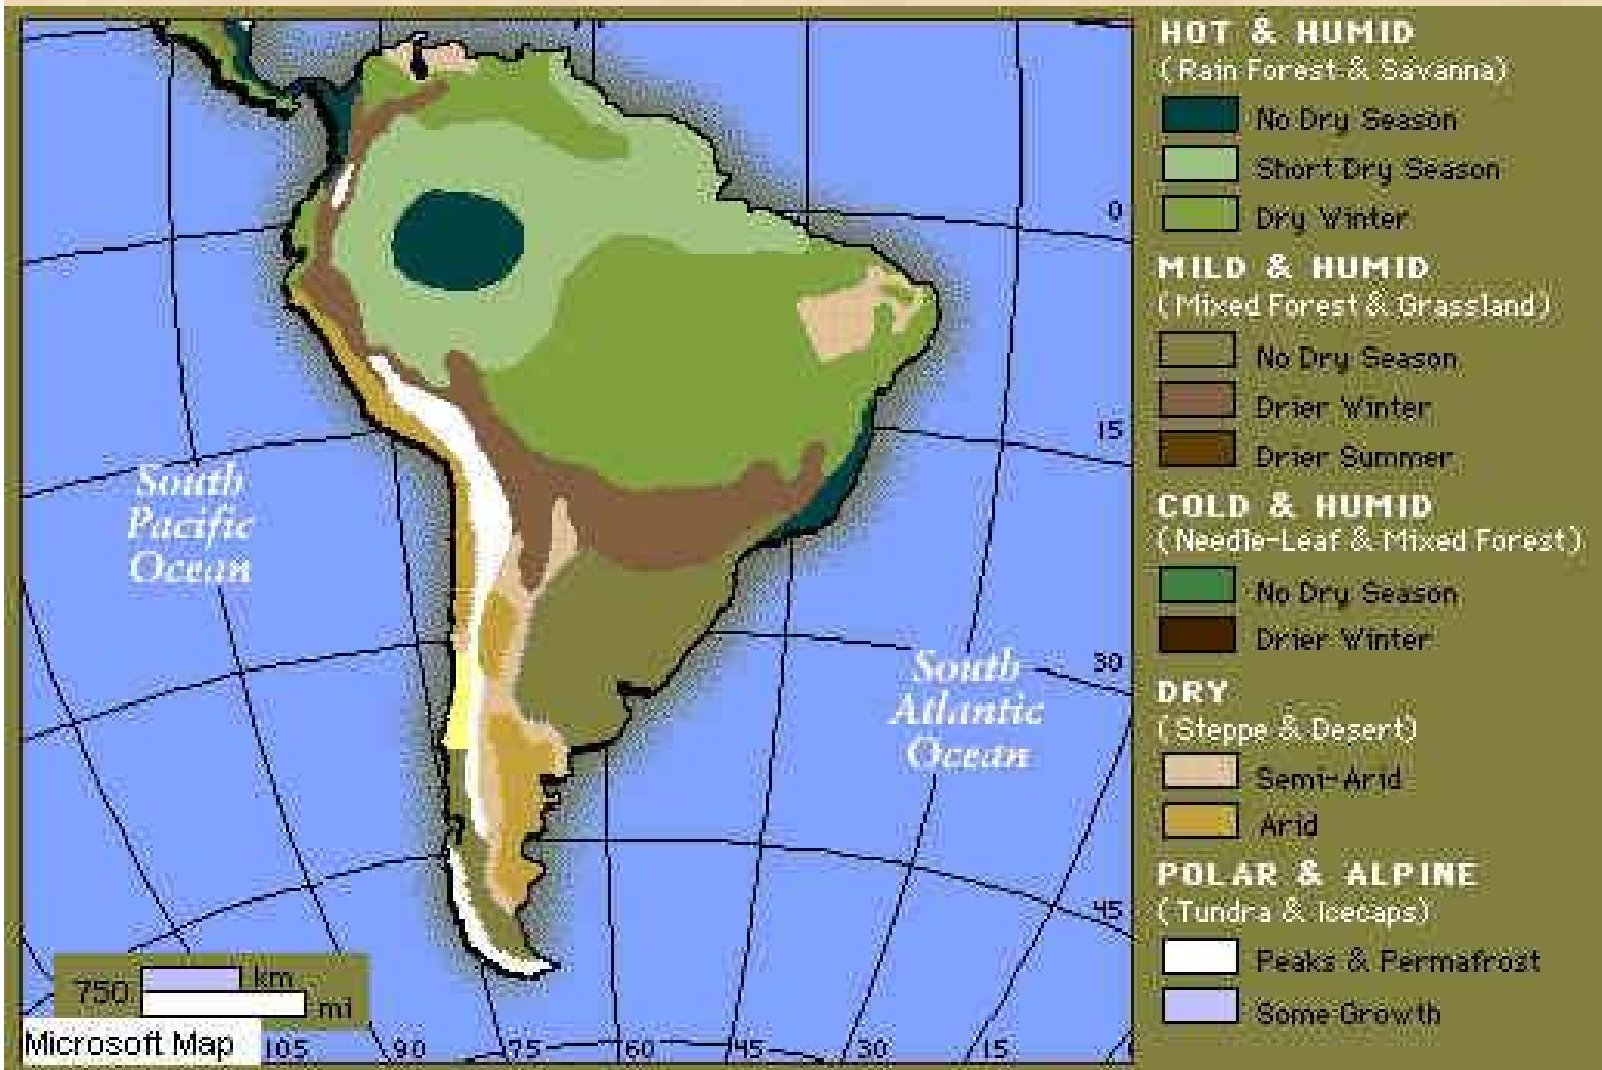 HOT & HUMID
(Rain Forest & Savanna)
No Dry Season
Short Dry Season
Dry Winter
MILD & HUMID
(Mixed Forest & Grassland)
No Dry Season
Drier Winter
Drier Summer
COLD & HUMID
(Needle-Leaf & Mixed Forest)
No Dry Season
Drier Winter
DRY
(Steppe & Desert)
Semi-Arid
Arid
POLAR & ALPINE
(Tundra & Icecaps)
Peaks & Permafrost
Some Growth
0
15
30
45
South
Pacific
Ocean
South
Atlantic
Ocean
750 km
mi
Microsoft Map
105 90 75 60 45 30 15